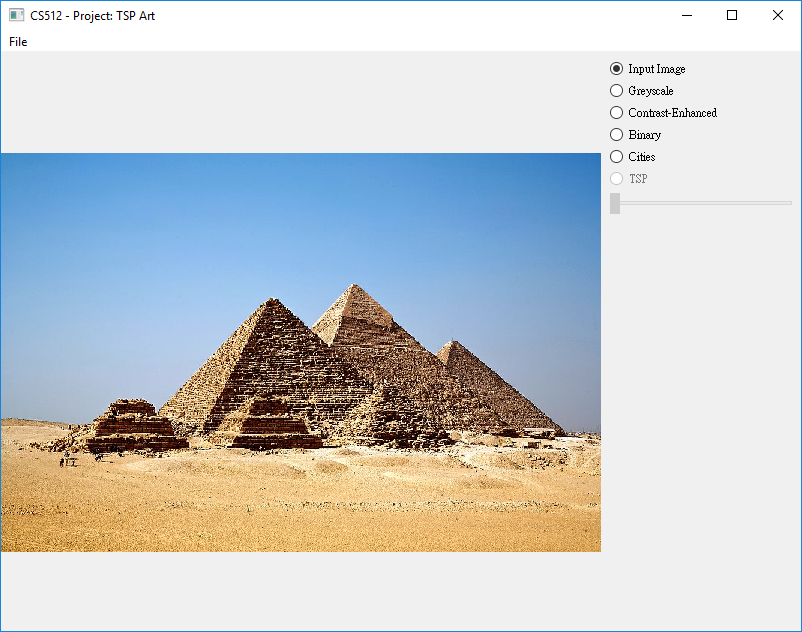 CS512 - Project: TSP Art
File
Input Image
Greyscale
Contrast-Enhanced
Binary
Cities
TSP